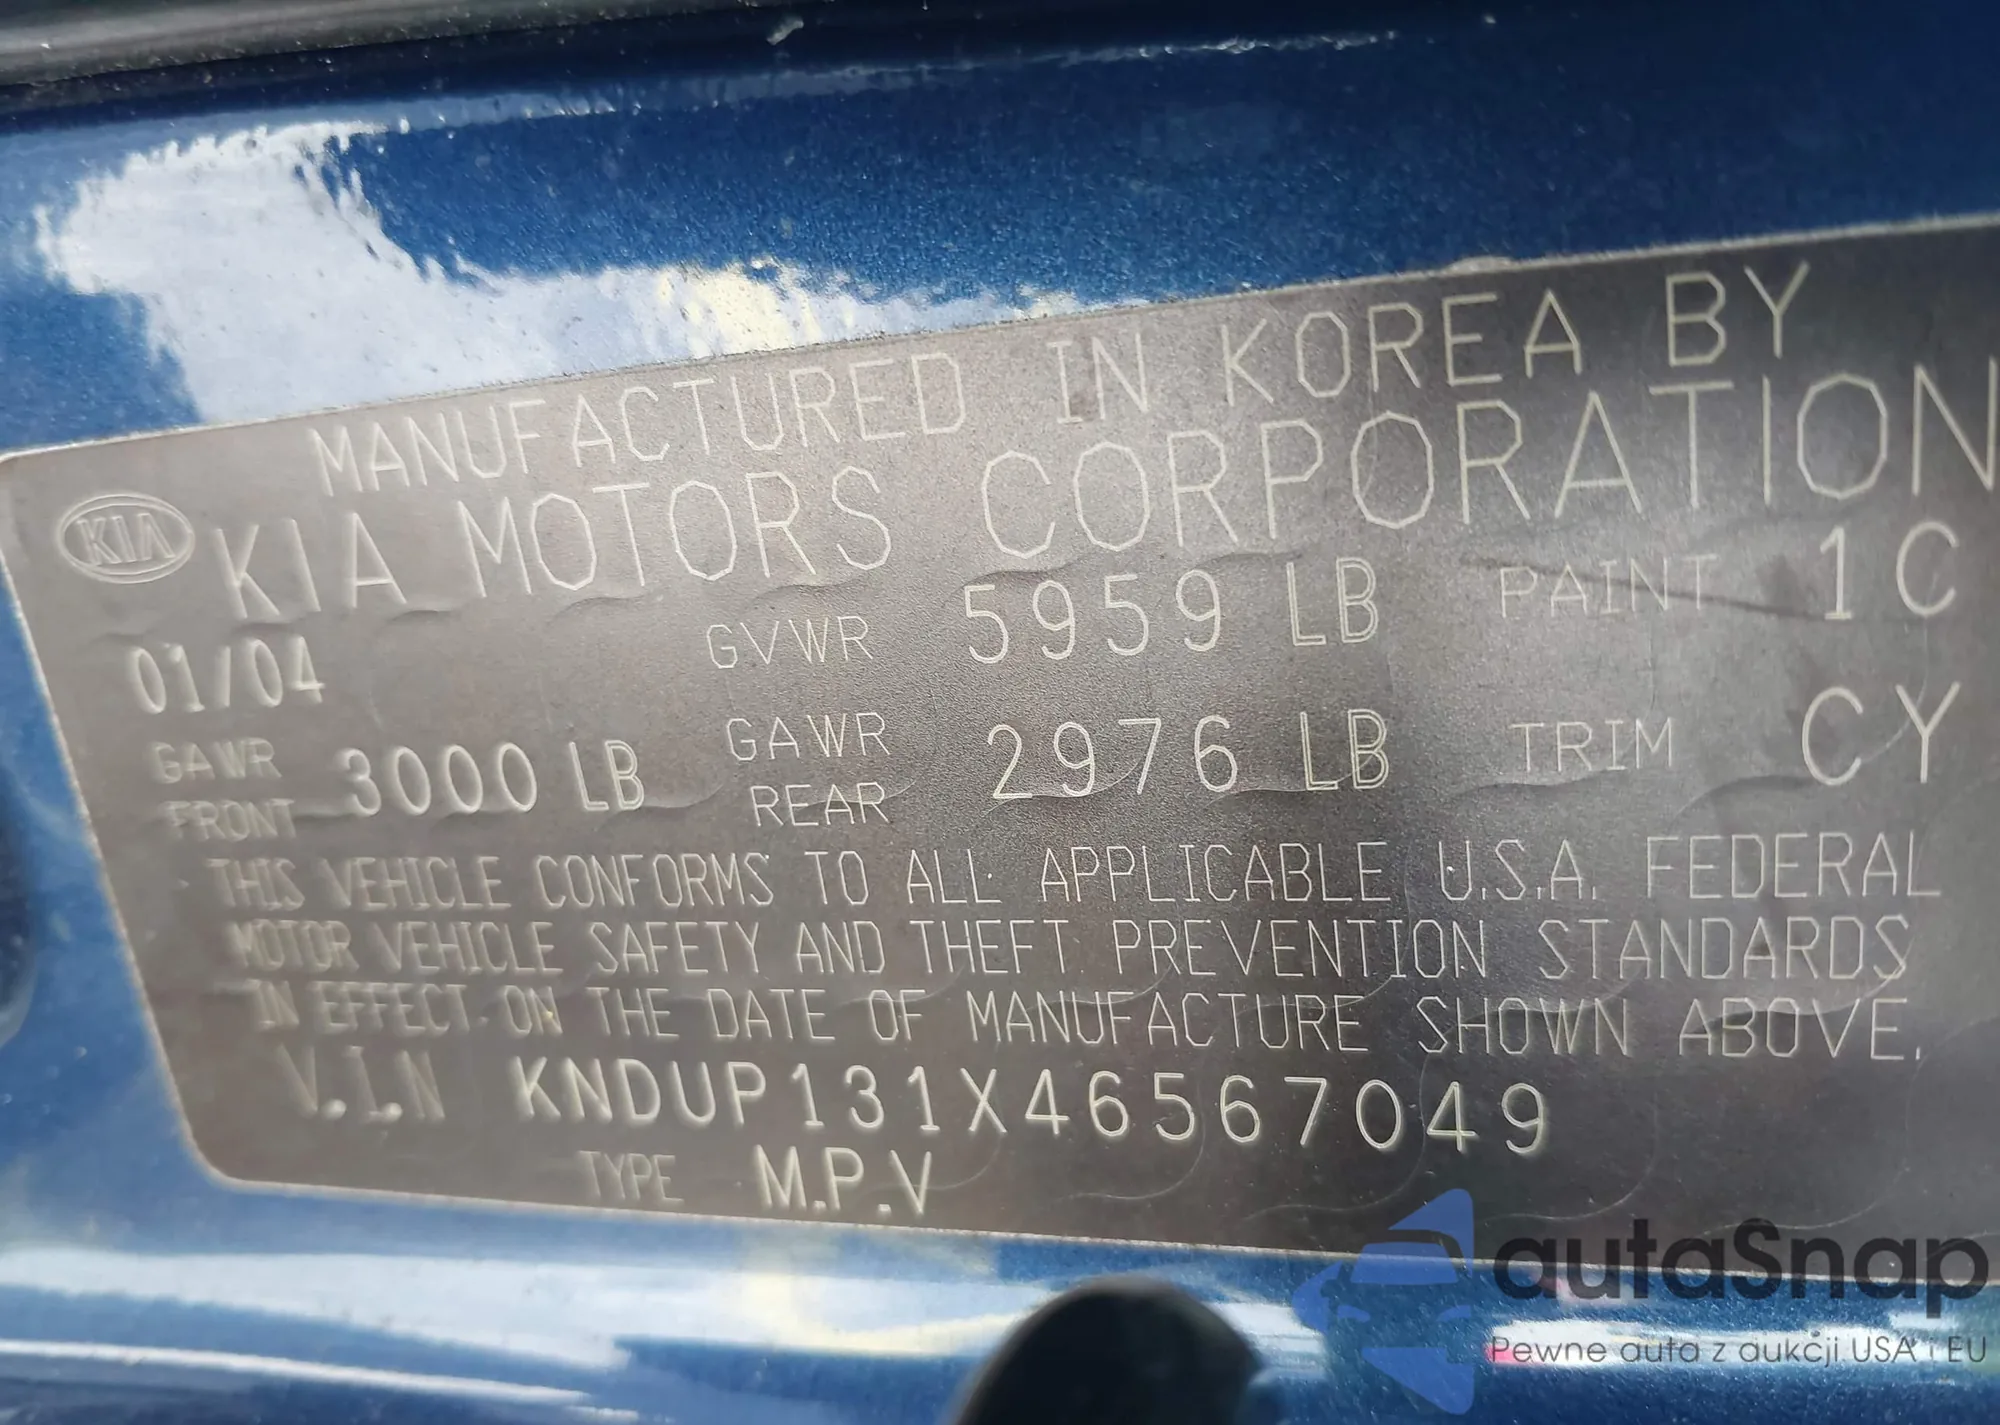 MANUFACTURED IN KOREA BY
KIA KIA MOTORS CORPORATION
01/04 GVWR 5959 LB PAINT 1C
GAWR FRONT 3000 LB GAWR REAR 2976 LB TRIM CY
THIS VEHICLE CONFORMS TO ALL APPLICABLE U.S.A. FEDERAL
MOTOR VEHICLE SAFETY AND THEFT PREVENTION STANDARDS
IN EFFECT ON THE DATE OF MANUFACTURE SHOWN ABOVE.
V.I.N KNDUP131X46567049
TYPE M.P.V
autaSnap
Pewne auta z aukcji USA i EU